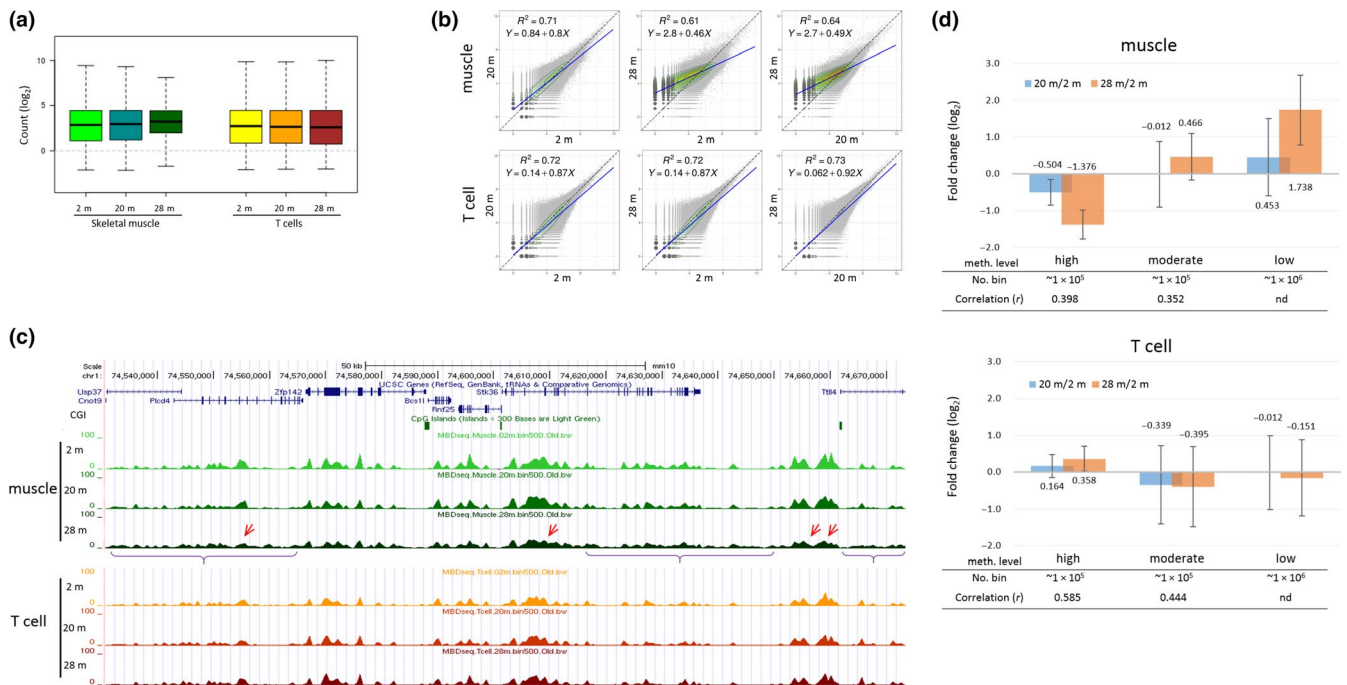 (a)
Count (log2)
10
5
0
2 m 20 m 28 m 2 m 20 m 28 m
Skeletal muscle T cells
(b)
muscle
T cell
R² = 0.71
Y = 0.84 + 0.8X
20 m
2 m
R² = 0.61
Y = 2.8 + 0.46X
28 m
2 m
R² = 0.64
Y = 2.7 + 0.49X
28 m
20 m
R² = 0.72
Y = 0.14 + 0.87X
20 m
2 m
R² = 0.72
Y = 0.14 + 0.87X
28 m
2 m
R² = 0.73
Y = 0.062 + 0.92X
28 m
20 m
(c)
Scale 50 kb mm10
chr1: 74,540,000 74,550,000 74,560,000 74,570,000 74,580,000 74,590,000 74,600,000 74,610,000 74,620,000 74,630,000 74,640,000 74,650,000 74,660,000 74,670,000
UCSC Genes (RefSeq, GenBank, tRNAs & Comparative Genomics)
Usp37 Zfp142 Stk36 Ttll4
Cnot9 Plcd4 Bcs1l
Rnf25
CGI
CpG Islands (Islands < 300 Bases are Light Green)
muscle
100 MBDseq.Muscle.02m.bin500.Old.bw
2 m
0
100 MBDseq.Muscle.20m.bin500.Old.bw
20 m
0
100 MBDseq.Muscle.28m.bin500.Old.bw
28 m
0
T cell
100 MBDseq.Tcell.02m.bin500.Old.bw
2 m
0
100 MBDseq.Tcell.20m.bin500.Old.bw
20 m
0
100 MBDseq.Tcell.28m.bin500.Old.bw
28 m
0
(d)
muscle
Fold change (log2)
3.0
2.0
1.0
0.0
−1.0
−2.0
20 m/2 m 28 m/2 m
−0.504 −1.376 −0.012 0.466
0.453 1.738
meth. level high moderate low
No. bin ~1 × 10⁵ ~1 × 10⁵ ~1 × 10⁶
Correlation (r) 0.398 0.352 nd
T cell
Fold change (log2)
3.0
2.0
1.0
0.0
−1.0
−2.0
20 m/2 m 28 m/2 m
−0.339 −0.395 −0.012 −0.151
0.164 0.358
meth. level high moderate low
No. bin ~1 × 10⁵ ~1 × 10⁵ ~1 × 10⁶
Correlation (r) 0.585 0.444 nd